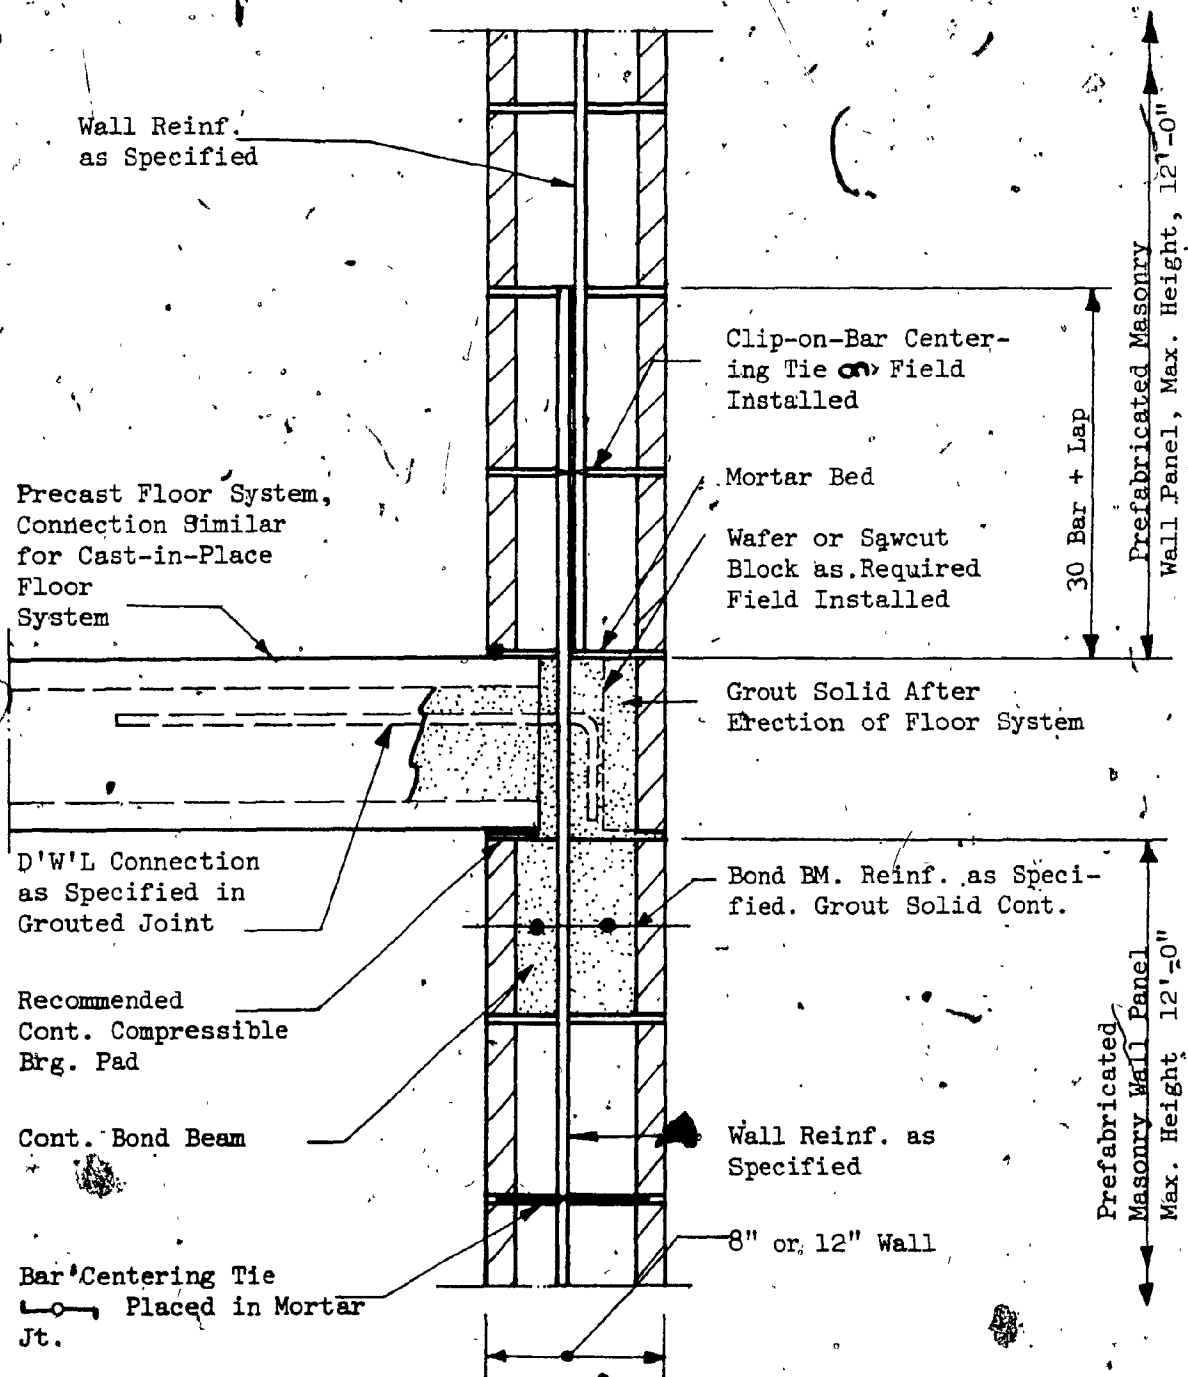 Wall Reinf.
as Specified
Clip-on-Bar Center-
ing Tie Field
Installed
Mortar Bed
Wafer or Sawcut
Block as Required
Field Installed
30 Bar + Lap
Prefabricated Masonry
Wall Panel, Max. Height, 12'-0"
Precast Floor System,
Connection Similar
for Cast-in-Place
Floor
System
Grout Solid After
Erection of Floor System
D'W'L Connection
as Specified in
Grouted Joint
Bond BM. Reinf. as Speci-
fied. Grout Solid Cont.
Recommended
Cont. Compressible
Brg. Pad
Cont. Bond Beam
Wall Reinf. as
Specified
8" or 12" Wall
Prefabricated
Masonry Wall Panel
Max. Height 12'-0"
Bar Centering Tie
Placed in Mortar
Jt.